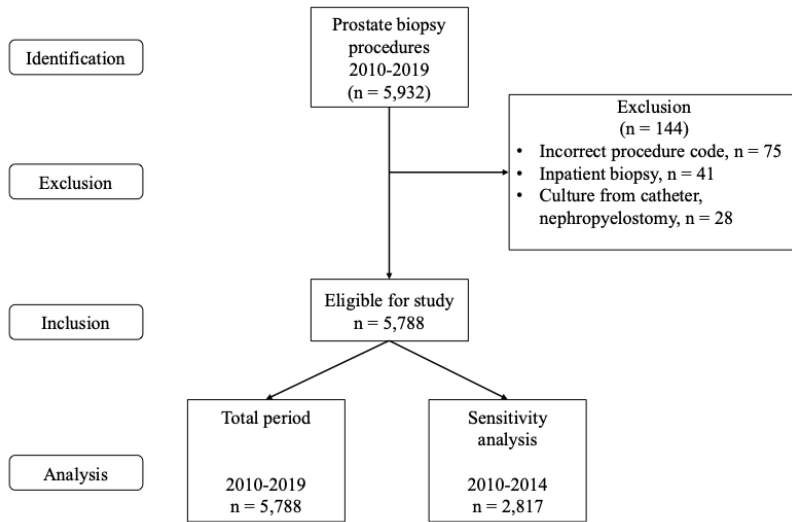 Identification
Prostate biopsy
procedures
2010-2019
(n = 5,932)
Exclusion
Exclusion
(n = 144)
• Incorrect procedure code, n = 75
• Inpatient biopsy, n = 41
• Culture from catheter,
nephropyelostomy, n = 28
Inclusion
Eligible for study
n = 5,788
Analysis
Total period
2010-2019
n = 5,788
Sensitivity
analysis
2010-2014
n = 2,817